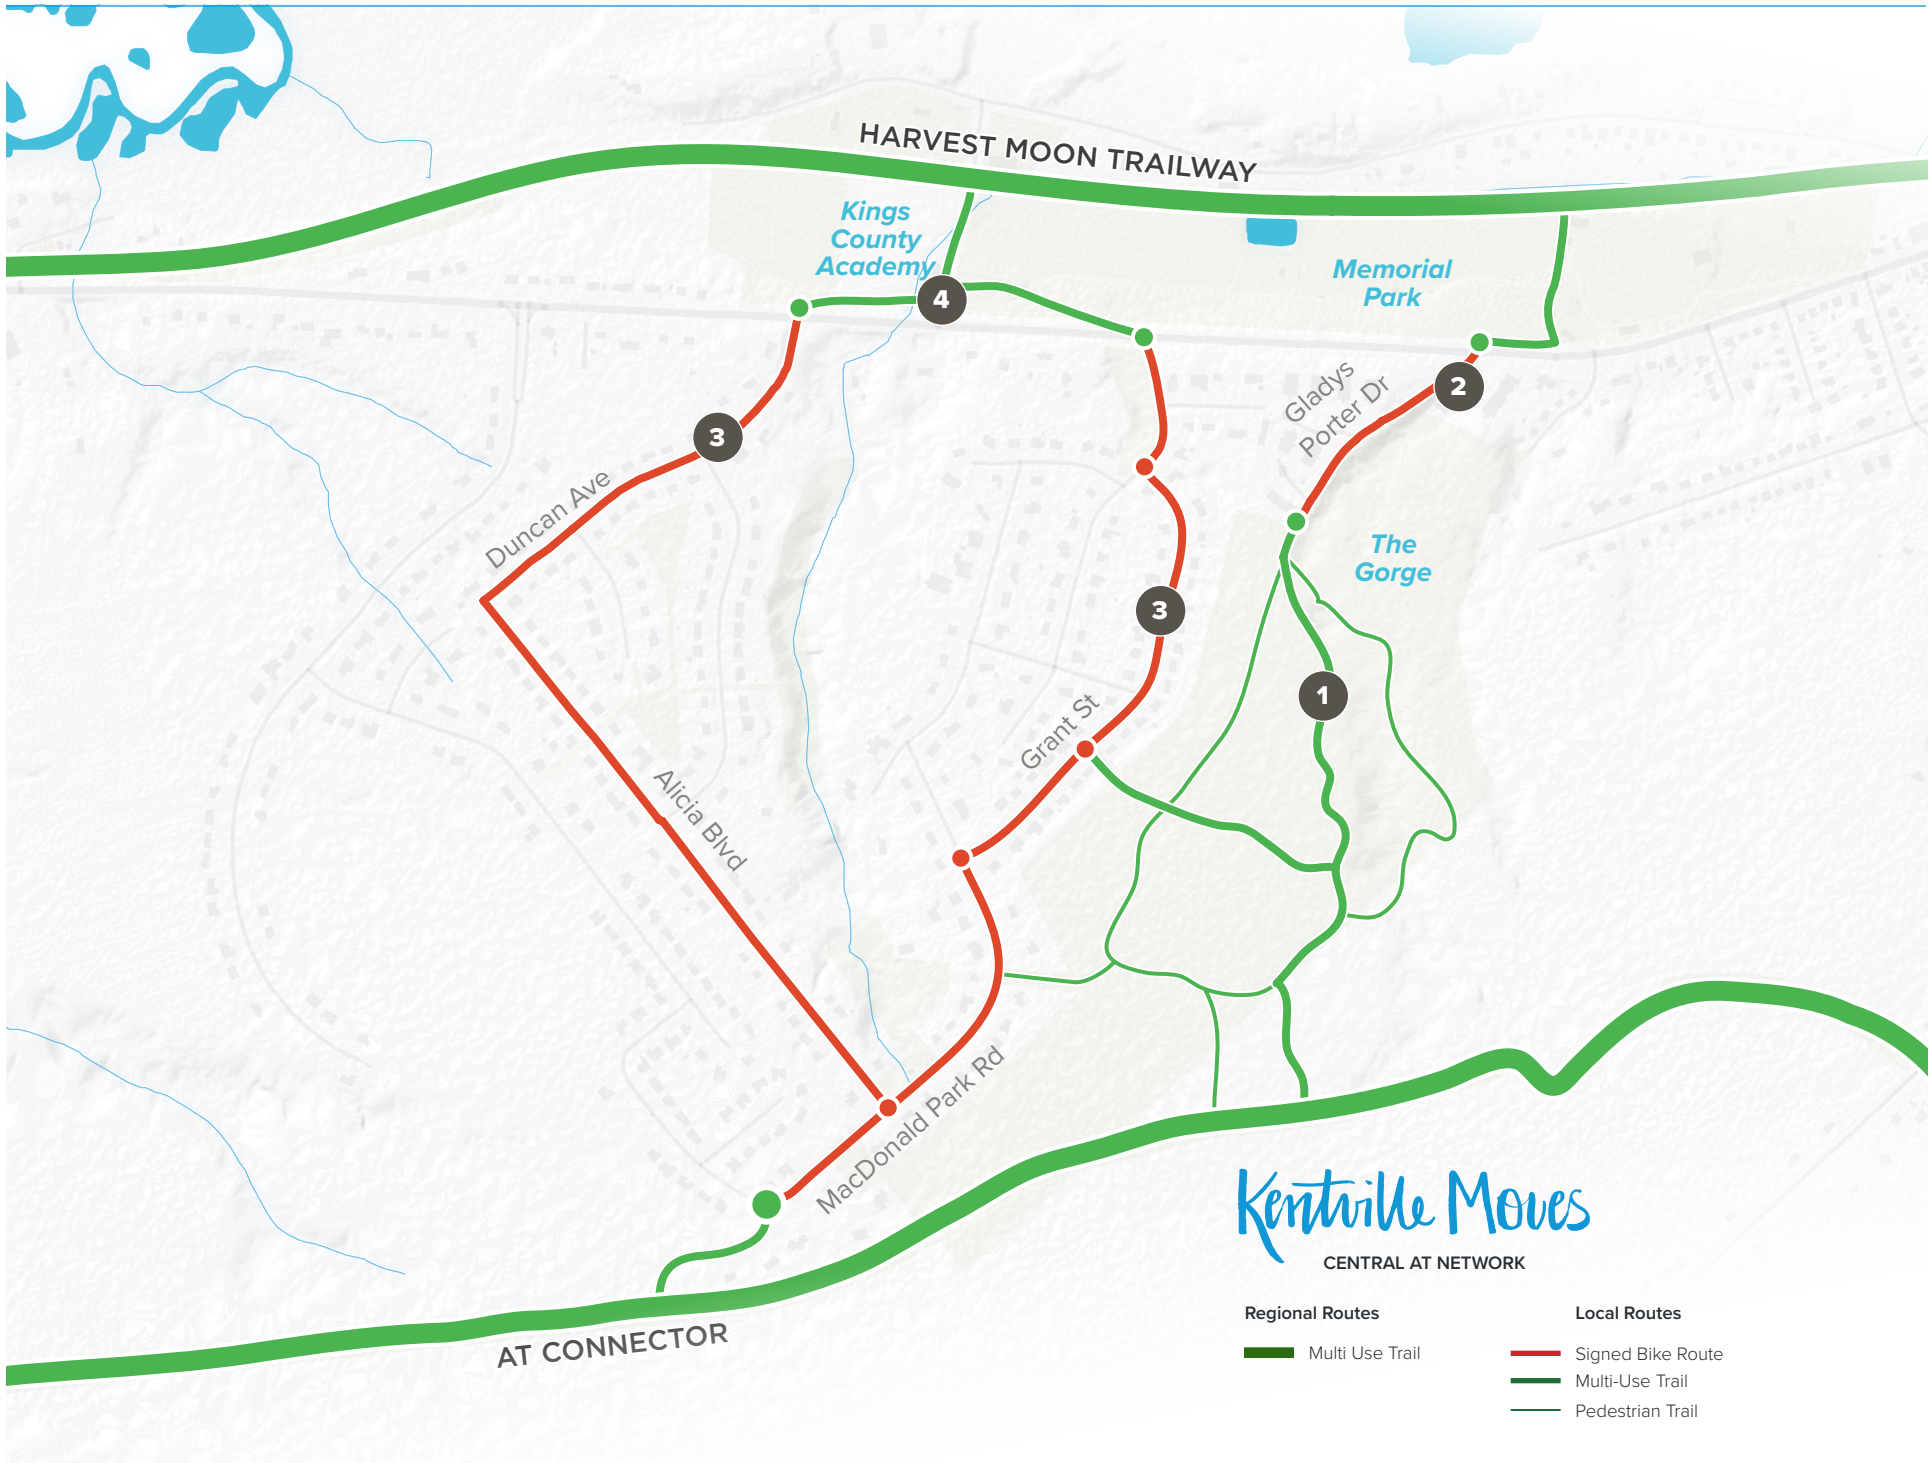 HARVEST MOON TRAILWAY
Kings
County
Academy
4
Memorial
Park
Gladys
Porter Dr
2
3
Duncan Ave
The
Gorge
3
1
Grant St
Alicia Blvd
MacDonald Park Rd
AT CONNECTOR
Kentville Moves
CENTRAL AT NETWORK
Regional Routes
Multi Use Trail
Local Routes
Signed Bike Route
Multi-Use Trail
Pedestrian Trail